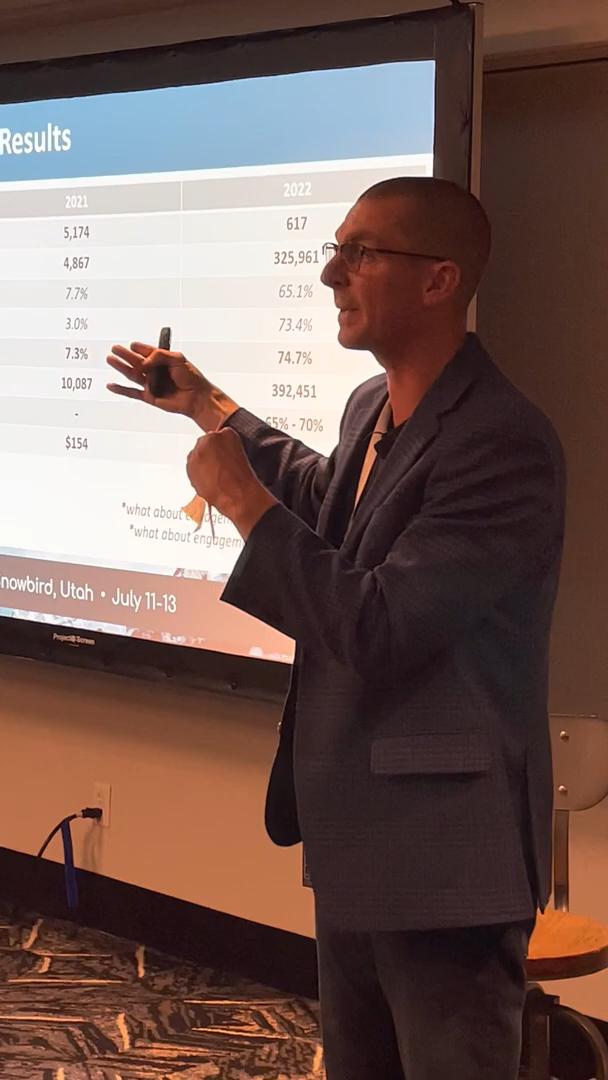 Results
2021 2022
5,174 617
4,867 325,961
7.7% 65.1%
3.0% 73.4%
7.3% 74.7%
10,087 392,451
- 65% - 70%
$154
*what about
*what about engagem
nowbird, Utah • July 11-13
Project Screen